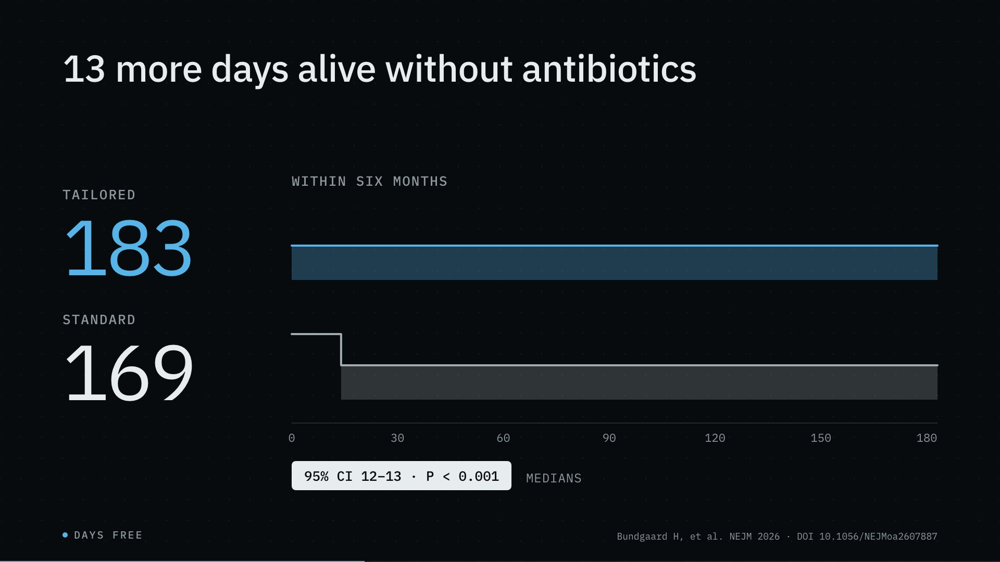 13 more days alive without antibiotics
WITHIN SIX MONTHS
TAILORED
183
STANDARD
169
0 30 60 90 120 150 180
95% CI 12–13 · P < 0.001
MEDIANS
DAYS FREE
Bundgaard H, et al. NEJM 2026 · DOI 10.1056/NEJMoa2607887